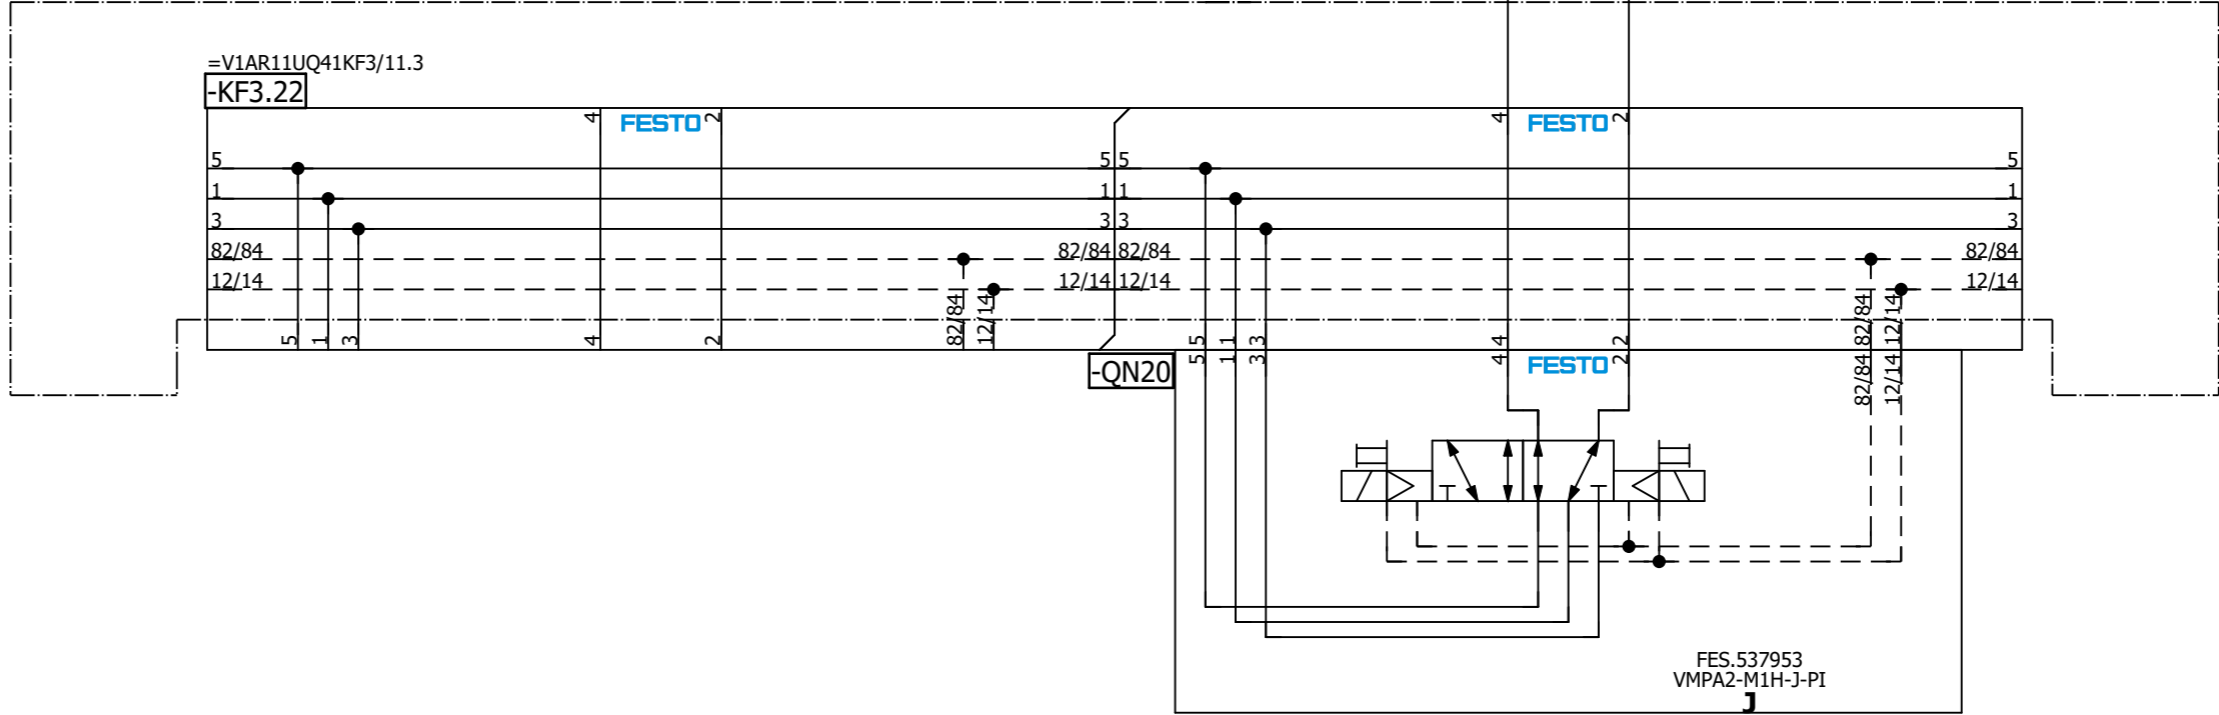 =V1AR11UQ41KF3/11.3
-KF3.22
4 FESTO 2 4 FESTO 2
5 5 5 5
1 1 1 1
3 3 3 3
82/84 82/84 82/84 82/84
12/14 12/14 12/14 12/14
82/84 12/14 82/84 12/14
5 1 3 4 2 5 1 3 4 2
-QN20
5 1 3 4 FESTO 2 82/84 12/14
FES.537953
VMPA2-M1H-J-PI
J